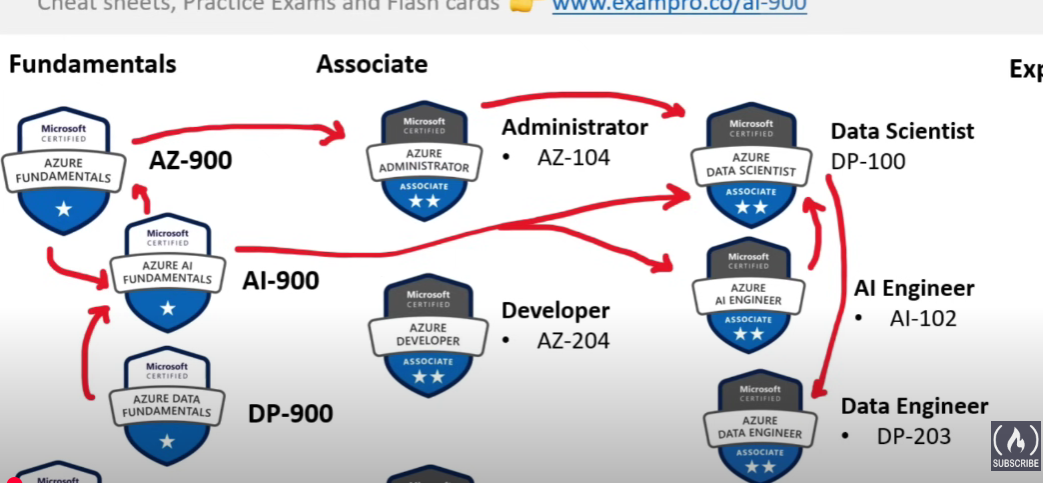 Cheat sheets, Practice Exams and Flash cards 👉 www.exampro.co/ai-900
Fundamentals
Associate
Exp
Microsoft
CERTIFIED
AZURE
FUNDAMENTALS
AZ-900
Microsoft
CERTIFIED
AZURE
ADMINISTRATOR
ASSOCIATE
Administrator
• AZ-104
Microsoft
CERTIFIED
AZURE
DATA SCIENTIST
ASSOCIATE
Data Scientist
DP-100
Microsoft
CERTIFIED
AZURE AI
FUNDAMENTALS
AI-900
Microsoft
CERTIFIED
AZURE
DEVELOPER
ASSOCIATE
Developer
• AZ-204
Microsoft
CERTIFIED
AZURE
AI ENGINEER
ASSOCIATE
AI Engineer
• AI-102
Microsoft
CERTIFIED
AZURE DATA
FUNDAMENTALS
DP-900
Microsoft
CERTIFIED
AZURE
DATA ENGINEER
ASSOCIATE
Data Engineer
• DP-203
SUBSCRIBE
Microsoft